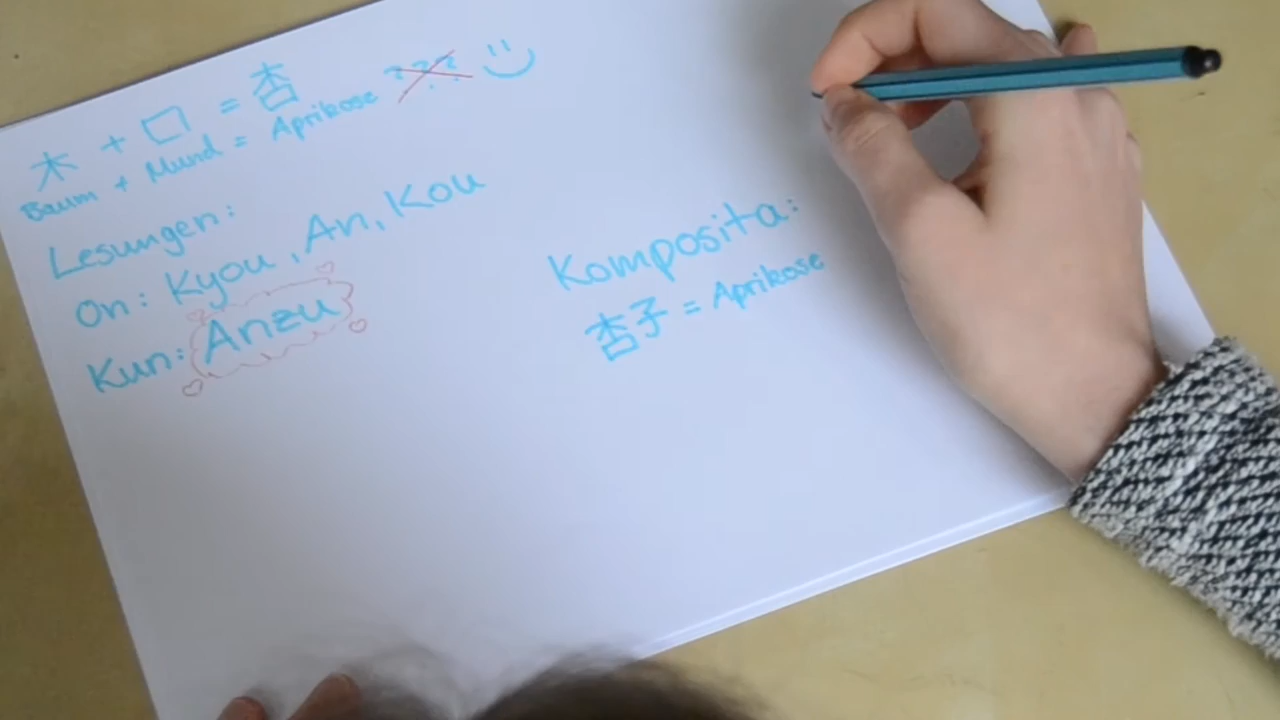 木 + 口 = 杏
Baum + Mund = Aprikose ???
Lesungen:
On: Kyou, An, Kou
Kun: Anzu
Komposita:
杏子 = Aprikose